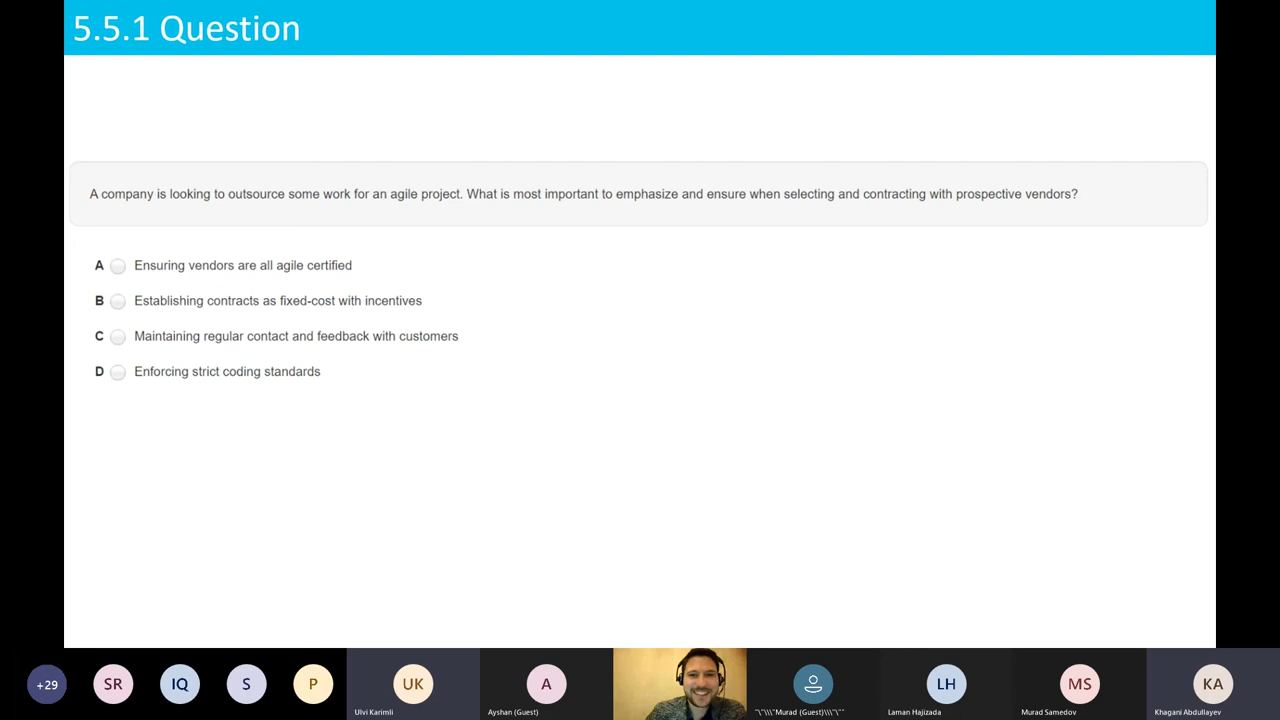 5.5.1 Question
A company is looking to outsource some work for an agile project. What is most important to emphasize and ensure when selecting and contracting with prospective vendors?
A Ensuring vendors are all agile certified
B Establishing contracts as fixed-cost with incentives
C Maintaining regular contact and feedback with customers
D Enforcing strict coding standards
+29 SR IQ S P UK A LH MS KA
Ulvi Karimli Ayshan (Guest) "\"\\\"Murad (Guest)\\\"\"" Laman Hajizada Murad Samedov Khagani Abdullayev